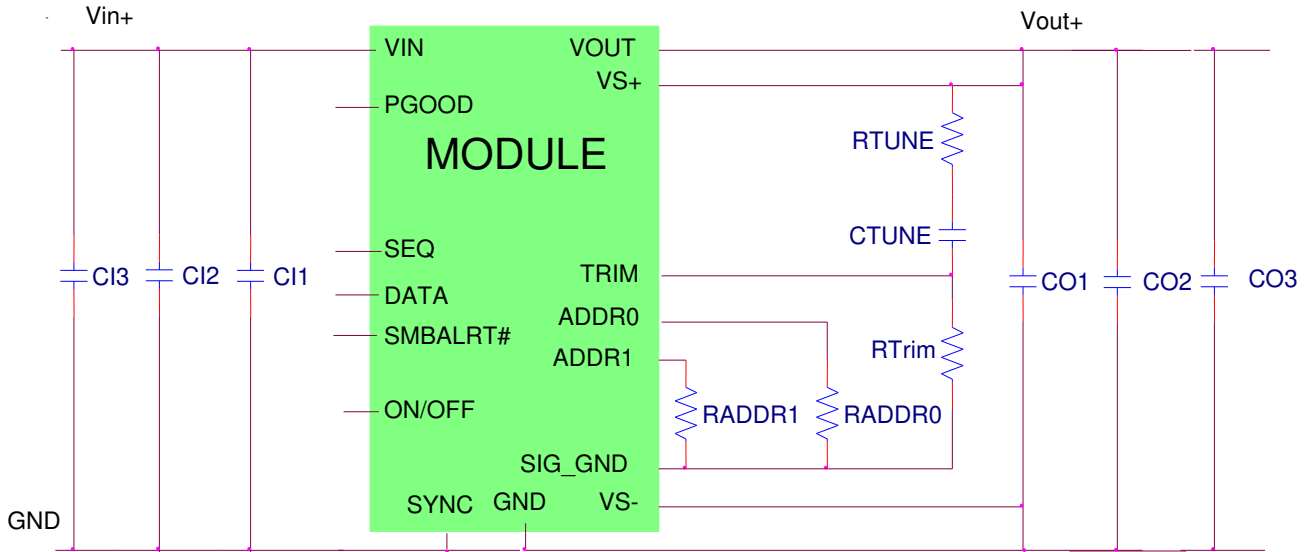 Vin+
Vout+
VIN
VOUT
VS+
PGOOD
MODULE
RTUNE
CTUNE
SEQ
TRIM
CI3
CI2
CI1
DATA
CO1
CO2
CO3
ADDR0
SMBALRT#
ADDR1
RTrim
ON/OFF
RADDR1
RADDR0
SIG_GND
SYNC
GND
VS-
GND